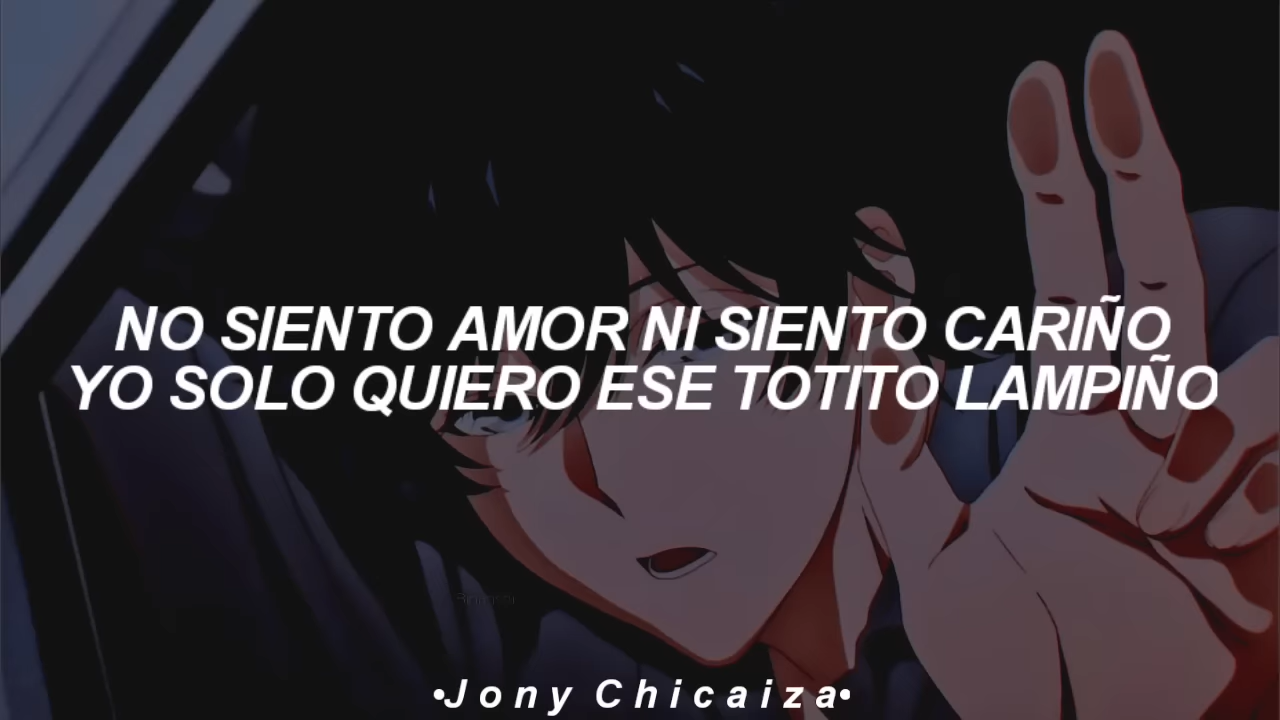 NO SIENTO AMOR NI SIENTO CARIÑO
YO SOLO QUIERO ESE TOTITO LAMPIÑO
•Jony Chicaiza•